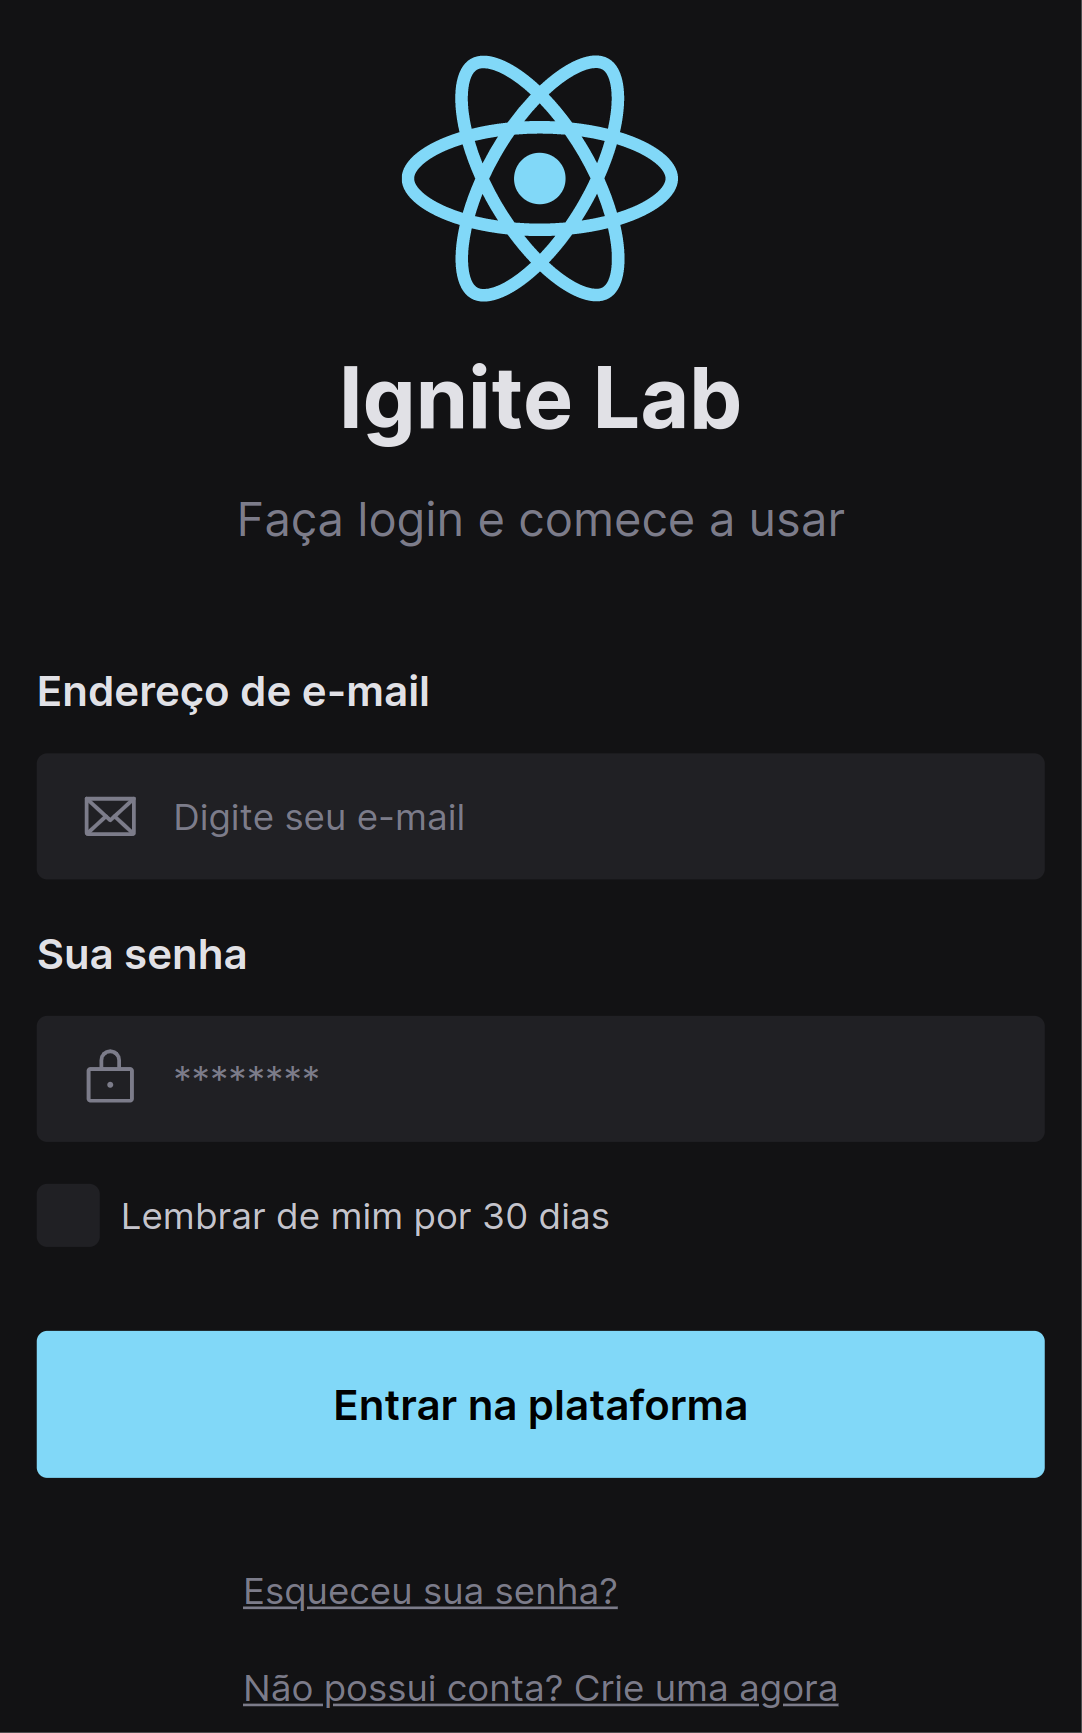 Ignite Lab
Faça login e comece a usar
Endereço de e-mail
Digite seu e-mail
Sua senha
********
Lembrar de mim por 30 dias
Entrar na plataforma
Esqueceu sua senha?
Não possui conta? Crie uma agora